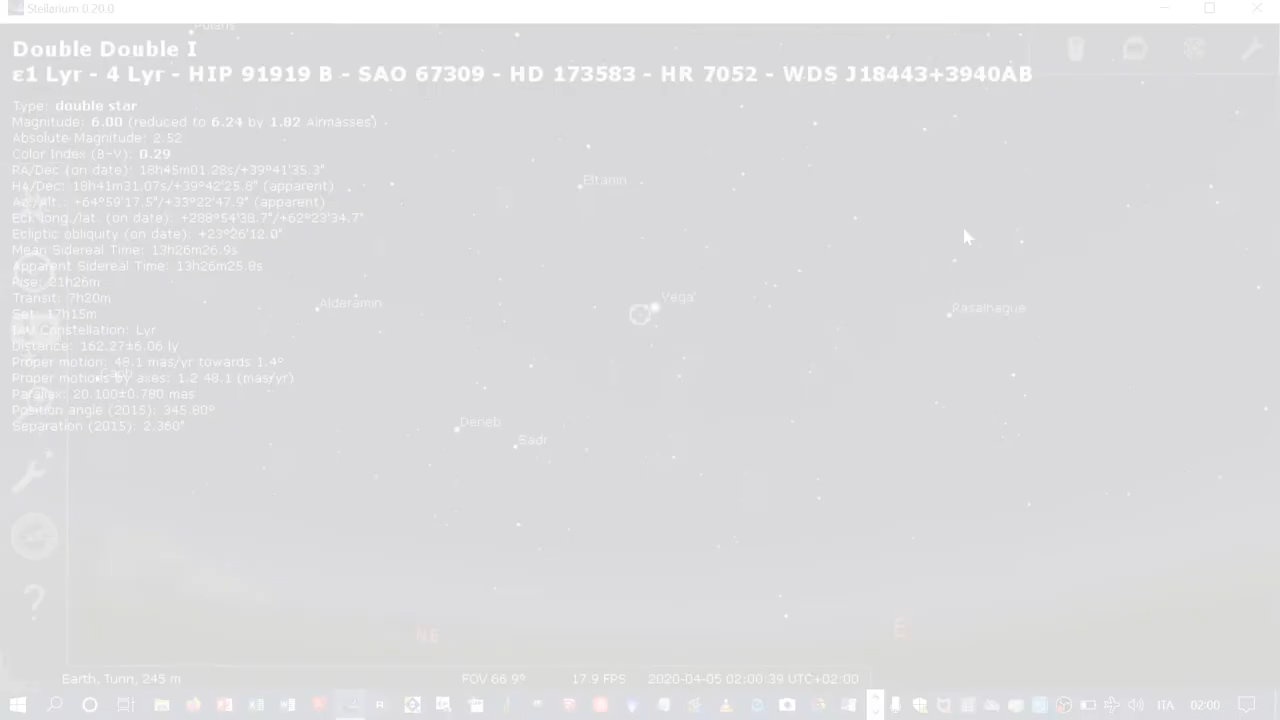 Stellarium 0.20.0
Polaris
Double Double I
ε1 Lyr - 4 Lyr - HIP 91919 B - SAO 67309 - HD 173583 - HR 7052 - WDS J18443+3940AB
Type: double star
Magnitude: 6.00 (reduced to 6.24 by 1.82 Airmasses)
Absolute Magnitude: 2.52
Color Index (B-V): 0.29
RA/Dec (on date): 18h45m01.28s/+39°41'35.3"
HA/Dec: 18h41m31.07s/+39°42'25.8" (apparent)
Az/Alt: +64°59'17.5"/+33°22'47.9" (apparent)
Ecl. long./lat. (on date): +288°54'38.7"/+62°23'34.7"
Ecliptic obliquity (on date): +23°26'12.0"
Mean Sidereal Time: 13h26m26.9s
Apparent Sidereal Time: 13h26m25.8s
Rise: 21h26m
Transit: 7h20m
Set: 17h15m
IAU Constellation: Lyr
Distance: 162.27±6.06 ly
Proper motion: 48.1 mas/yr towards 1.4°
Proper motions by axes: 1.2 48.1 (mas/yr)
Parallax: 20.100±0.780 mas
Position angle (2015): 345.80°
Separation (2015): 2.360"
Eltanin
Alderamin
Vega
Rasalhague
Caph
Deneb
Sadr
NE
E
Earth, Turin, 245 m
FOV 66.9°
17.9 FPS
2020-04-05 02:00:39 UTC+02:00
ITA
02:00